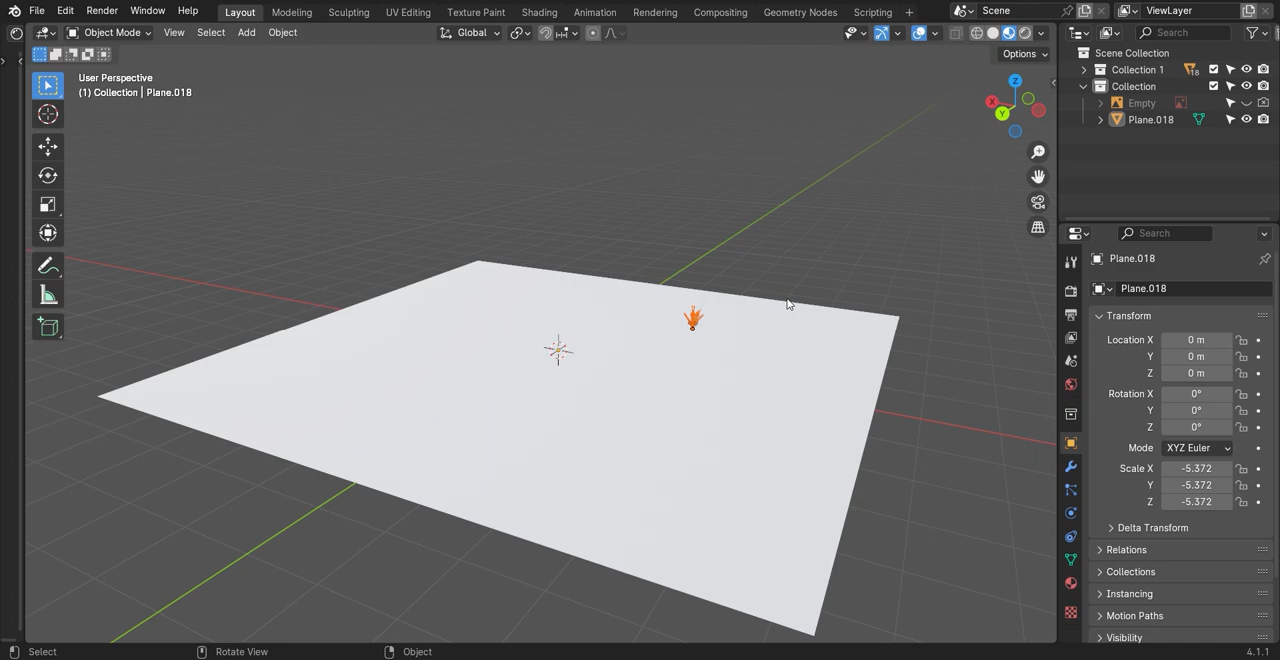 File Edit Render Window Help Layout Modeling Sculpting UV Editing Texture Paint Shading Animation Rendering Compositing Geometry Nodes Scripting + Scene ViewLayer
Object Mode View Select Add Object Global Search
Options
User Perspective
(1) Collection | Plane.018
Z
X
Y
Scene Collection
Collection 1 18
Collection
Empty
Plane.018
Search
Plane.018
Plane.018
Transform
Location X 0 m
Y 0 m
Z 0 m
Rotation X 0°
Y 0°
Z 0°
Mode XYZ Euler
Scale X -5.372
Y -5.372
Z -5.372
Delta Transform
Relations
Collections
Instancing
Motion Paths
Visibility
Select Rotate View Object 4.1.1